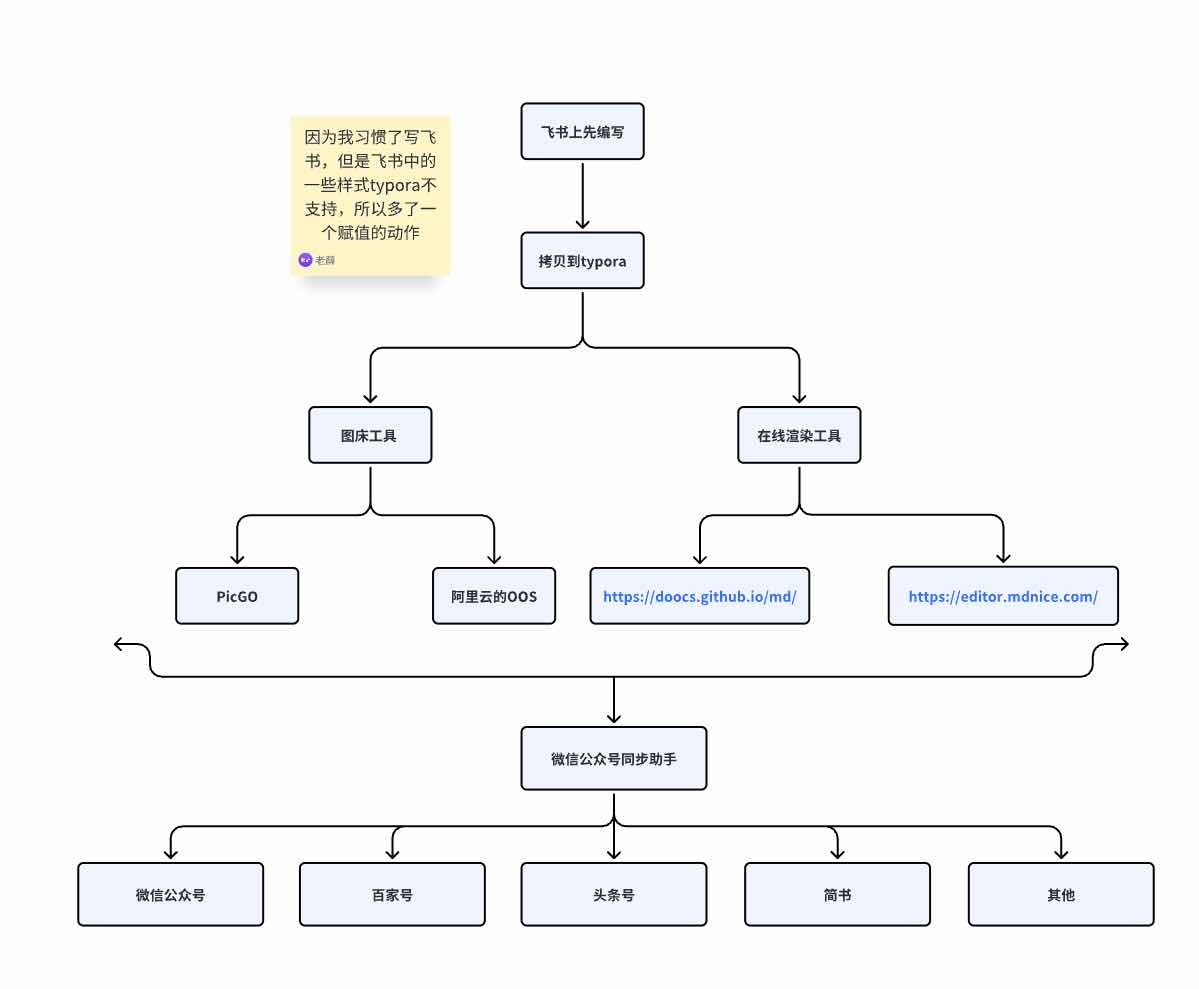 飞书上先编写
因为我习惯了写飞
书，但是飞书中的
一些样式typora不
支持，所以多了一
个赋值的动作
老薛
拷贝到typora
图床工具
在线渲染工具
PicGO
阿里云的OOS
https://doocs.github.io/md/
https://editor.mdnice.com/
微信公众号同步助手
微信公众号
百家号
头条号
简书
其他